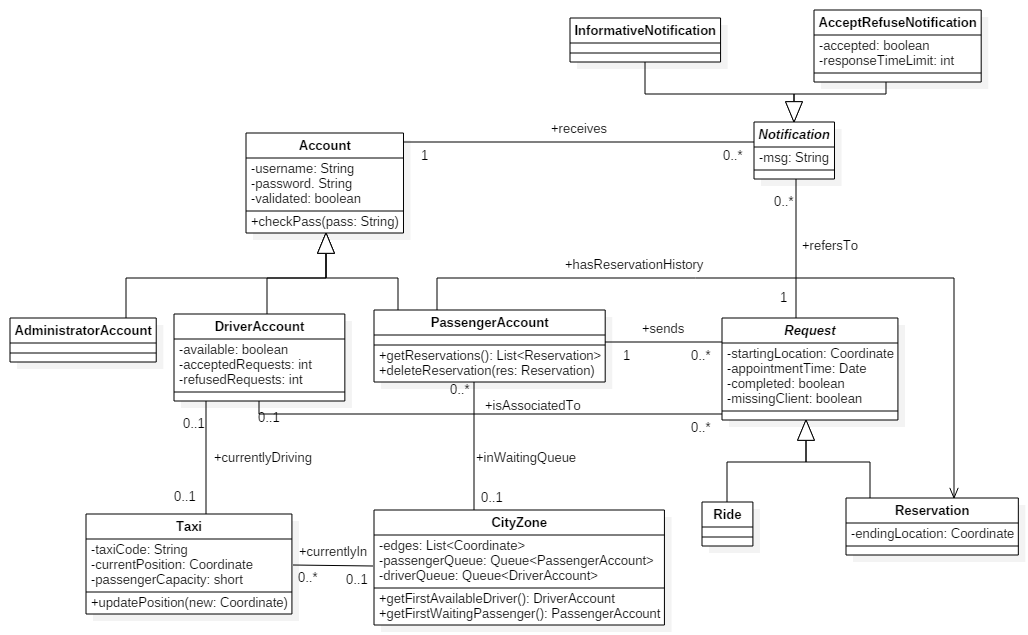 InformativeNotification
AcceptRefuseNotification
-accepted: boolean
-responseTimeLimit: int
Notification
-msg: String
+receives
1
0..*
Account
-username: String
-password. String
-validated: boolean
+checkPass(pass: String)
0..*
+refersTo
1
+hasReservationHistory
AdministratorAccount
DriverAccount
-available: boolean
-acceptedRequests: int
-refusedRequests: int
PassengerAccount
+getReservations(): List<Reservation>
+deleteReservation(res: Reservation)
+sends
1
0..*
Request
-startingLocation: Coordinate
-appointmentTime: Date
-completed: boolean
-missingClient: boolean
0..1
0..1
0..*
+isAssociatedTo
0..*
+currentlyDriving
0..1
+inWaitingQueue
0..1
Taxi
-taxiCode: String
-currentPosition: Coordinate
-passengerCapacity: short
+updatePosition(new: Coordinate)
+currentlyIn
0..*
0..1
CityZone
-edges: List<Coordinate>
-passengerQueue: Queue<PassengerAccount>
-driverQueue: Queue<DriverAccount>
+getFirstAvailableDriver(): DriverAccount
+getFirstWaitingPassenger(): PassengerAccount
Ride
Reservation
-endingLocation: Coordinate